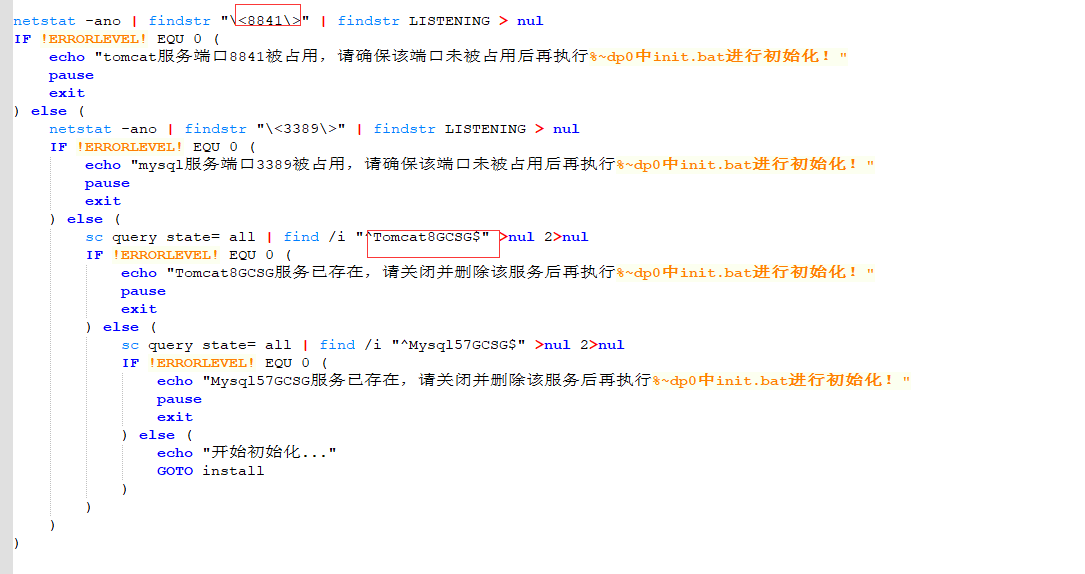 netstat -ano | findstr "\<8841\>" | findstr LISTENING > nul
IF !ERRORLEVEL! EQU 0 (
echo "tomcat服务端口8841被占用，请确保该端口未被占用后再执行%~dp0中init.bat进行初始化！"
pause
exit
) else (
netstat -ano | findstr "\<3389\>" | findstr LISTENING > nul
IF !ERRORLEVEL! EQU 0 (
echo "mysql服务端口3389被占用，请确保该端口未被占用后再执行%~dp0中init.bat进行初始化！"
pause
exit
) else (
sc query state= all | find /i "^Tomcat8GCSG$" >nul 2>nul
IF !ERRORLEVEL! EQU 0 (
echo "Tomcat8GCSG服务已存在，请关闭并删除该服务后再执行%~dp0中init.bat进行初始化！"
pause
exit
) else (
sc query state= all | find /i "^Mysql57GCSG$" >nul 2>nul
IF !ERRORLEVEL! EQU 0 (
echo "Mysql57GCSG服务已存在，请关闭并删除该服务后再执行%~dp0中init.bat进行初始化！"
pause
exit
) else (
echo "开始初始化..."
GOTO install
)
)
)
)